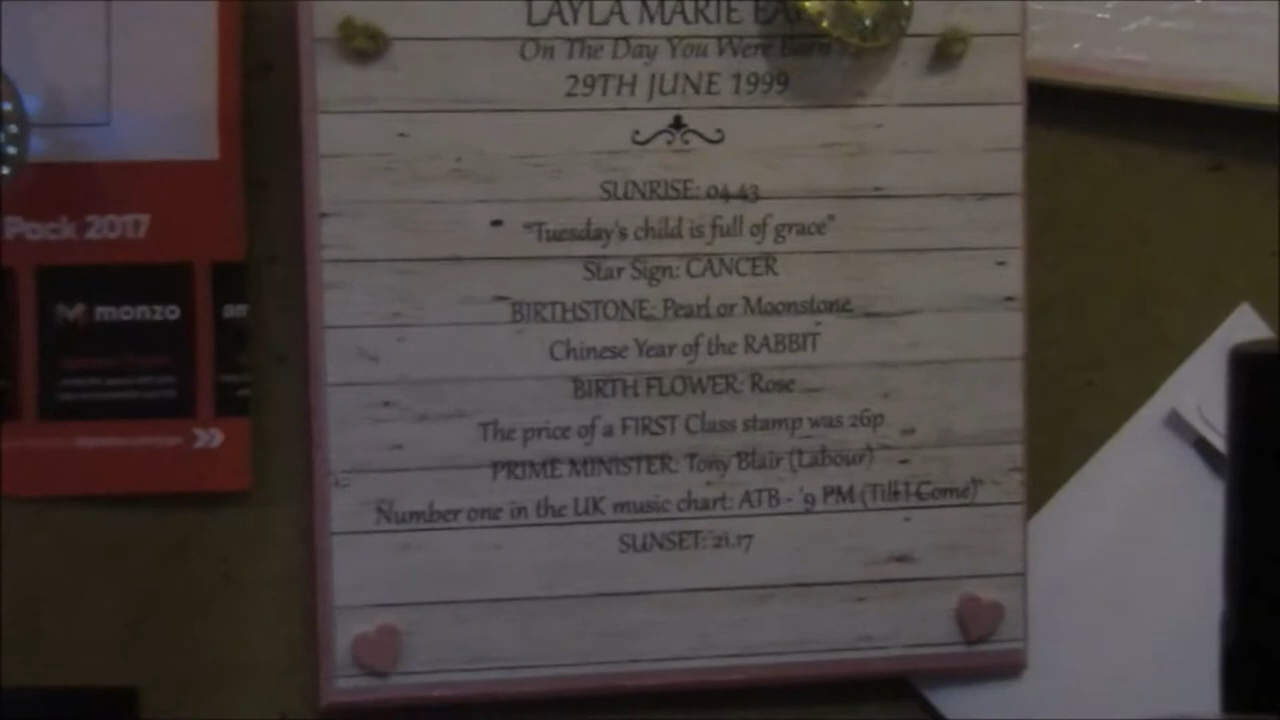 LAYLA MARIE
On The Day You Were Born
29TH JUNE 1999
SUNRISE: 04.43
"Tuesday's child is full of grace"
Star Sign: CANCER
BIRTHSTONE: Pearl or Moonstone
Chinese Year of the RABBIT
BIRTH FLOWER: Rose
The price of a FIRST Class stamp was 26p
PRIME MINISTER: Tony Blair (Labour)
Number one in the UK music chart: ATB - '9 PM (Till I Come)'
SUNSET: 21.17
Pack 2017
monzo